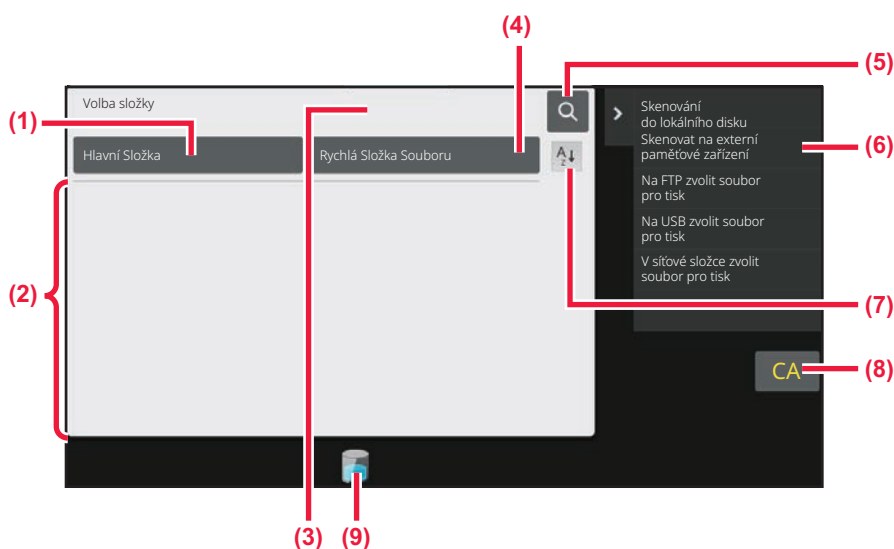 (4)
(5)
Volba složky
(1)
Hlavní Složka
Rychlá Složka Souboru
A
z
Skenování
do lokálního disku
Skenovat na externí
paměťové zařízení
(6)
Na FTP zvolit soubor
pro tisk
Na USB zvolit soubor
pro tisk
V síťové složce zvolit
soubor pro tisk
(2)
(7)
CA
(8)
(3)
(9)